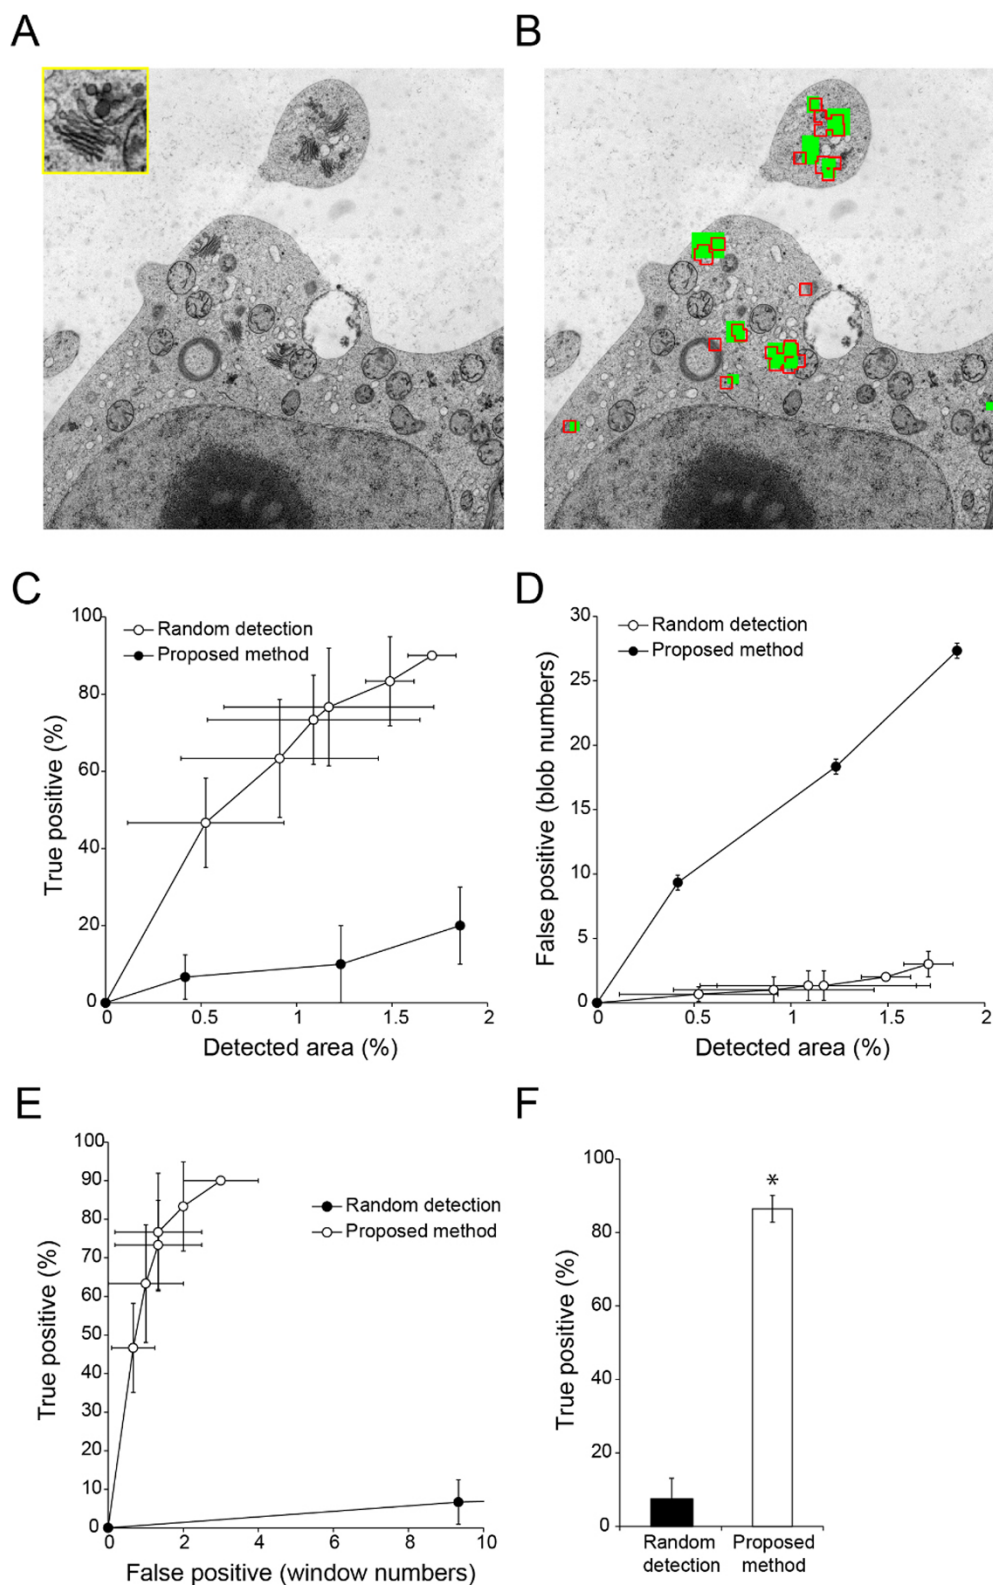 A
B
C
100
80
60
40
20
0
True positive (%)
Random detection
Proposed method
0
0.5
1
1.5
2
Detected area (%)
D
30
25
20
15
10
5
0
False positive (blob numbers)
Random detection
Proposed method
0
0.5
1
1.5
2
Detected area (%)
E
100
90
80
70
60
50
40
30
20
10
0
True positive (%)
Random detection
Proposed method
0
2
4
6
8
10
False positive (window numbers)
F
100
80
60
40
20
0
True positive (%)
*
Random
detection
Proposed
method